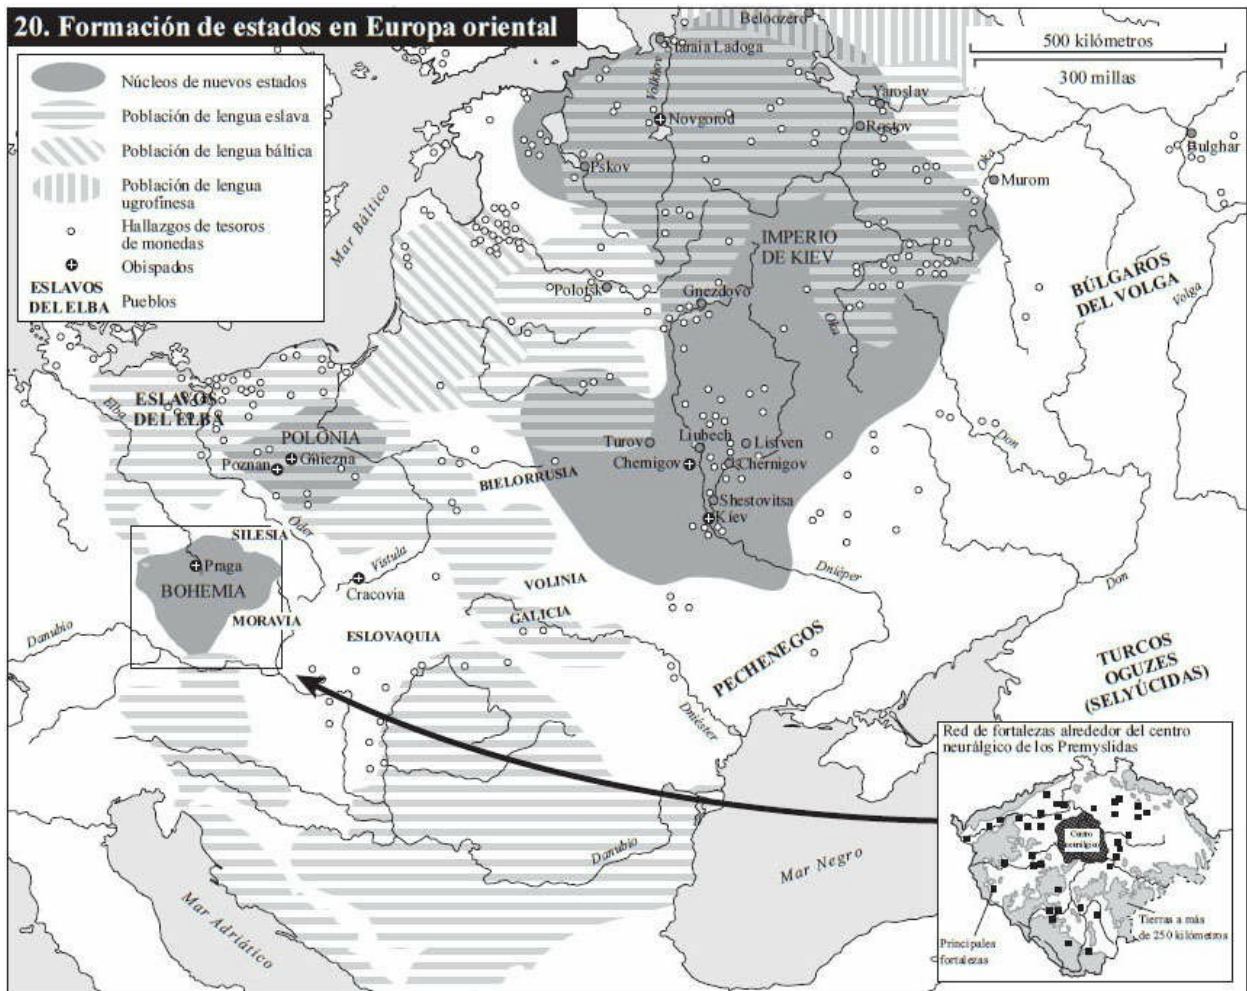 20. Formación de estados en Europa oriental
Núcleos de nuevos estados
Población de lengua eslava
Población de lengua báltica
Población de lengua
ugrofinesa
Hallazgos de tesoros
de monedas
Obispados
ESLAVOS
DEL ELBA
Pueblos
500 kilómetros
300 millas
Beloozero
Staraia Ladoga
Volkhov
Novgorod
Yaroslav
Rostov
Bulghar
Pskov
Oka
Murom
Mar Báltico
IMPERIO
DE KIEV
BÚLGAROS
DEL VOLGA
Volga
Polotsk
Gnezdovo
Oka
ESLAVOS
DEL ELBA
Elba
POLONIA
Poznan
Gniezna
Turov
Liubech
Listven
Don
Chernigov
Chernigov
BIELORRUSIA
Shestovitsa
Kíev
SILESIA
Óder
Vístula
Praga
BOHEMIA
Cracovia
VOLINIA
Dniéper
Don
MORAVIA
GALICIA
Danubio
ESLOVAQUIA
PECHENEGOS
TURCOS
OGUZES
(SELYÚCIDAS)
Dniéster
Danubio
Mar Negro
Mar Adriático
Red de fortalezas alrededor del centro
neurálgico de los Premyslidas
Centro
neurálgico
Tierras a más
de 250 kilómetros
Principales
fortalezas